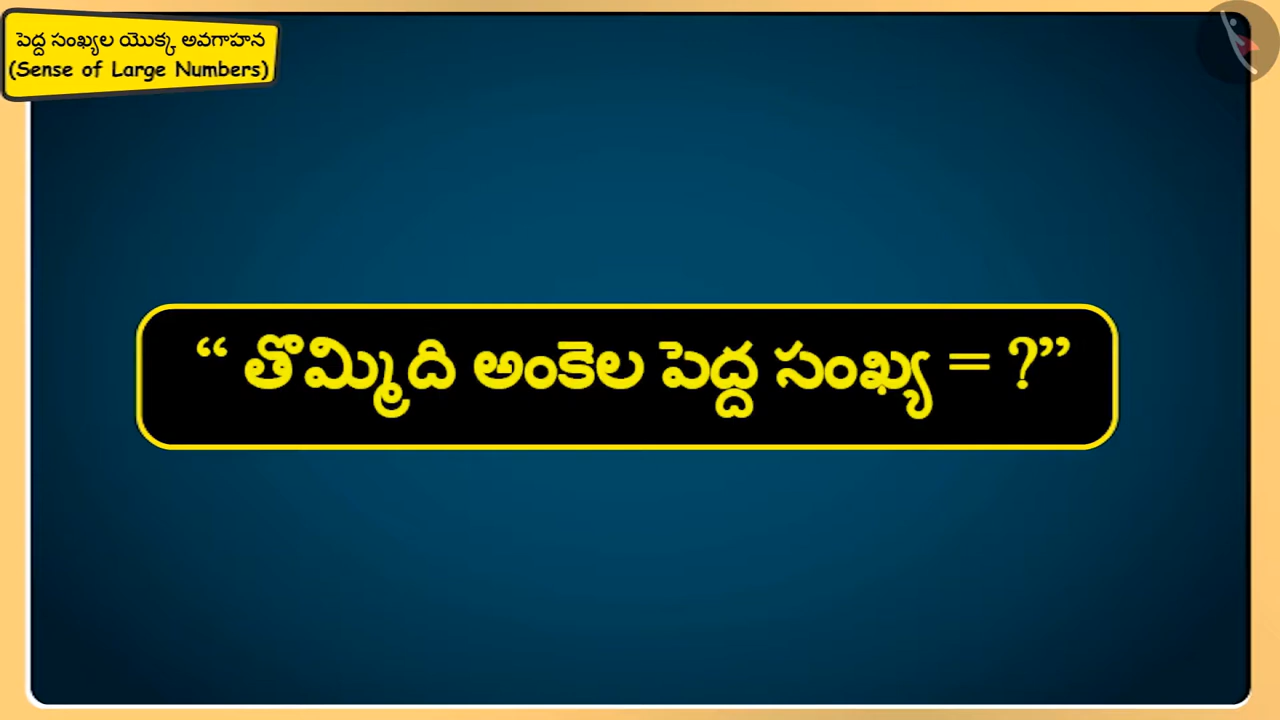 పెద్ద సంఖ్యల యొక్క అవగాహన
(Sense of Large Numbers)
“ తొమ్మిది అంకెల పెద్ద సంఖ్య = ?”